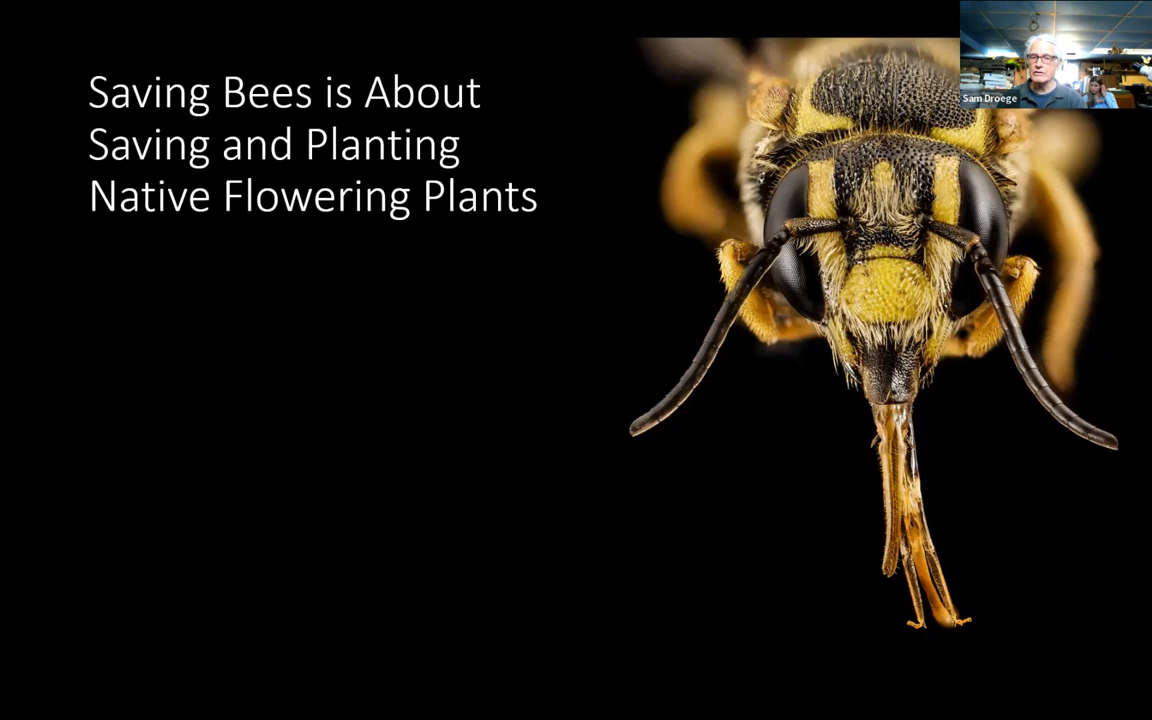 Saving Bees is About
Saving and Planting
Native Flowering Plants
Sam Droege